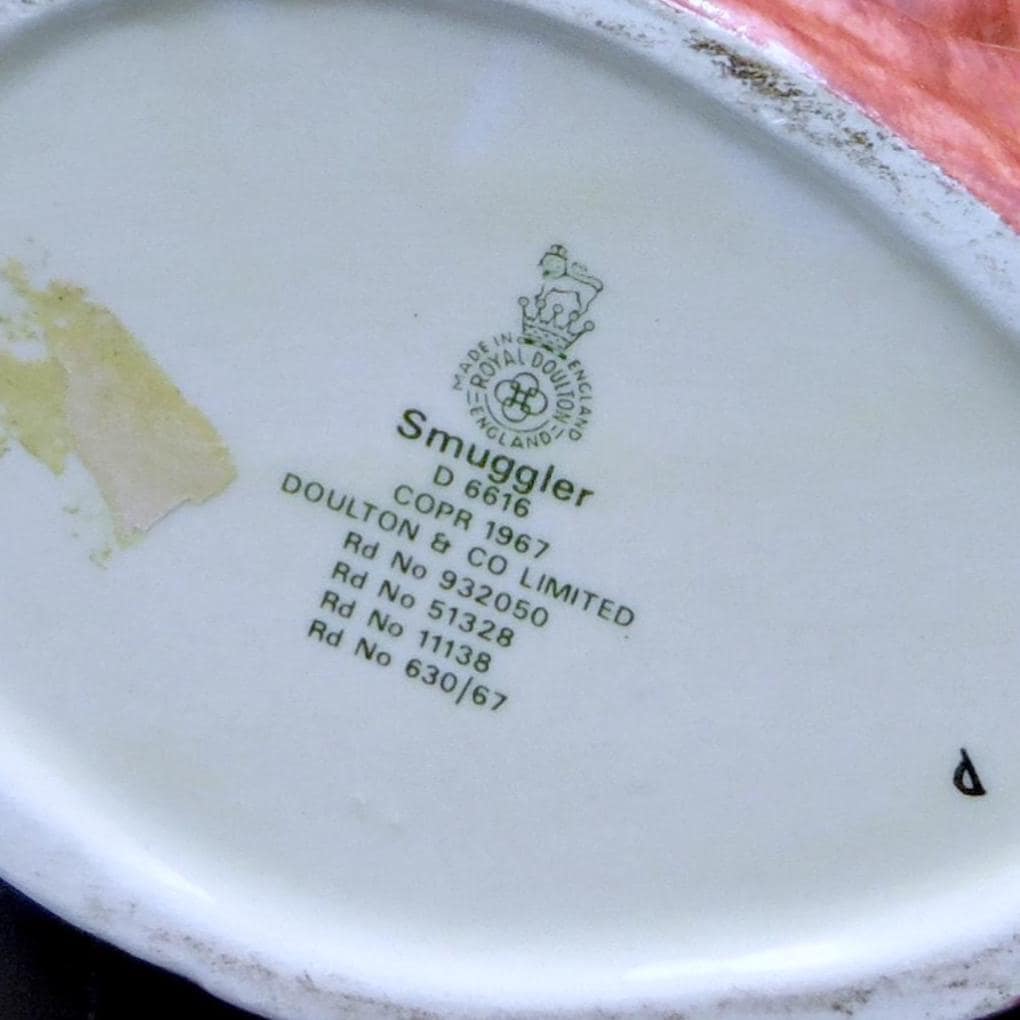 MADE IN ENGLAND
ROYAL DOULTON
ENGLAND
Smuggler
D 6616
COPR 1967
DOULTON & CO LIMITED
Rd No 932050
Rd No 51328
Rd No 11138
Rd No 630/67
d